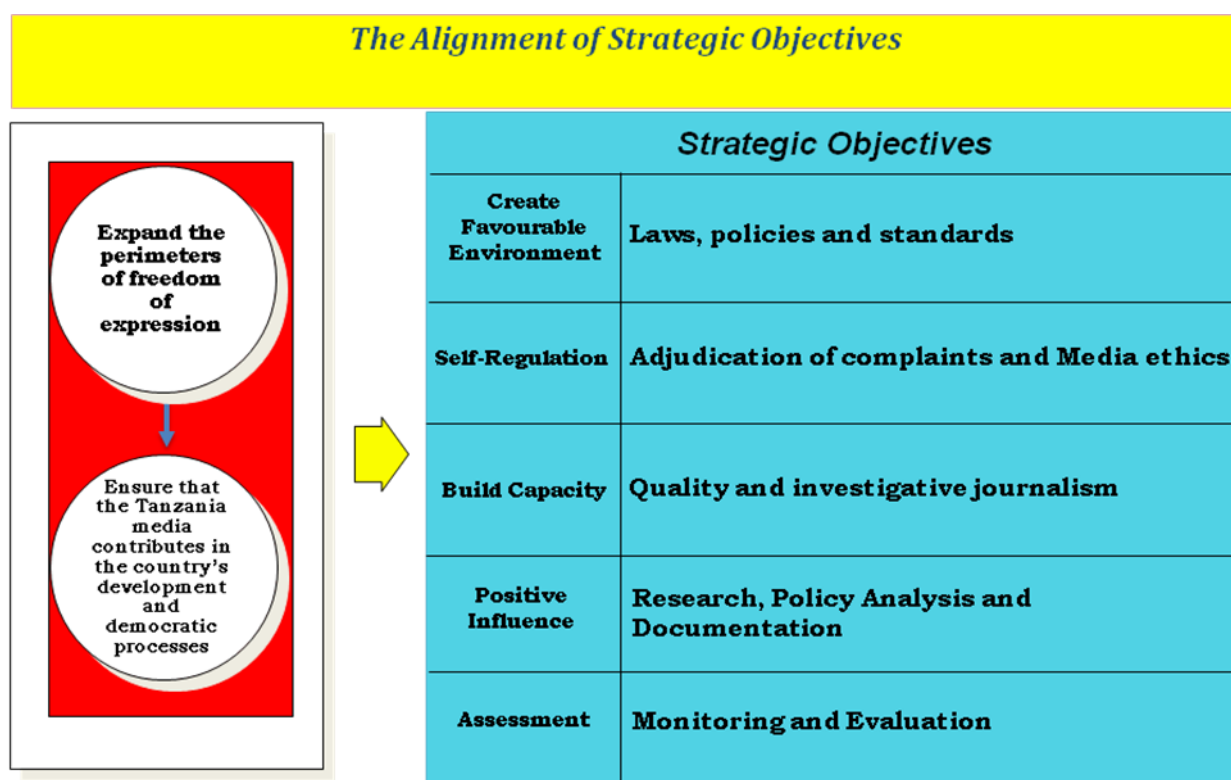 The Alignment of Strategic Objectives
Expand the
perimeters
of freedom
of
expression
Ensure that
the Tanzania
media
contributes in
the country's
development
and
democratic
processes
Strategic Objectives
Create
Favourable
Environment
Laws, policies and standards
Self-Regulation
Adjudication of complaints and Media ethics
Build Capacity
Quality and investigative journalism
Positive
Influence
Research, Policy Analysis and
Documentation
Assessment
Monitoring and Evaluation